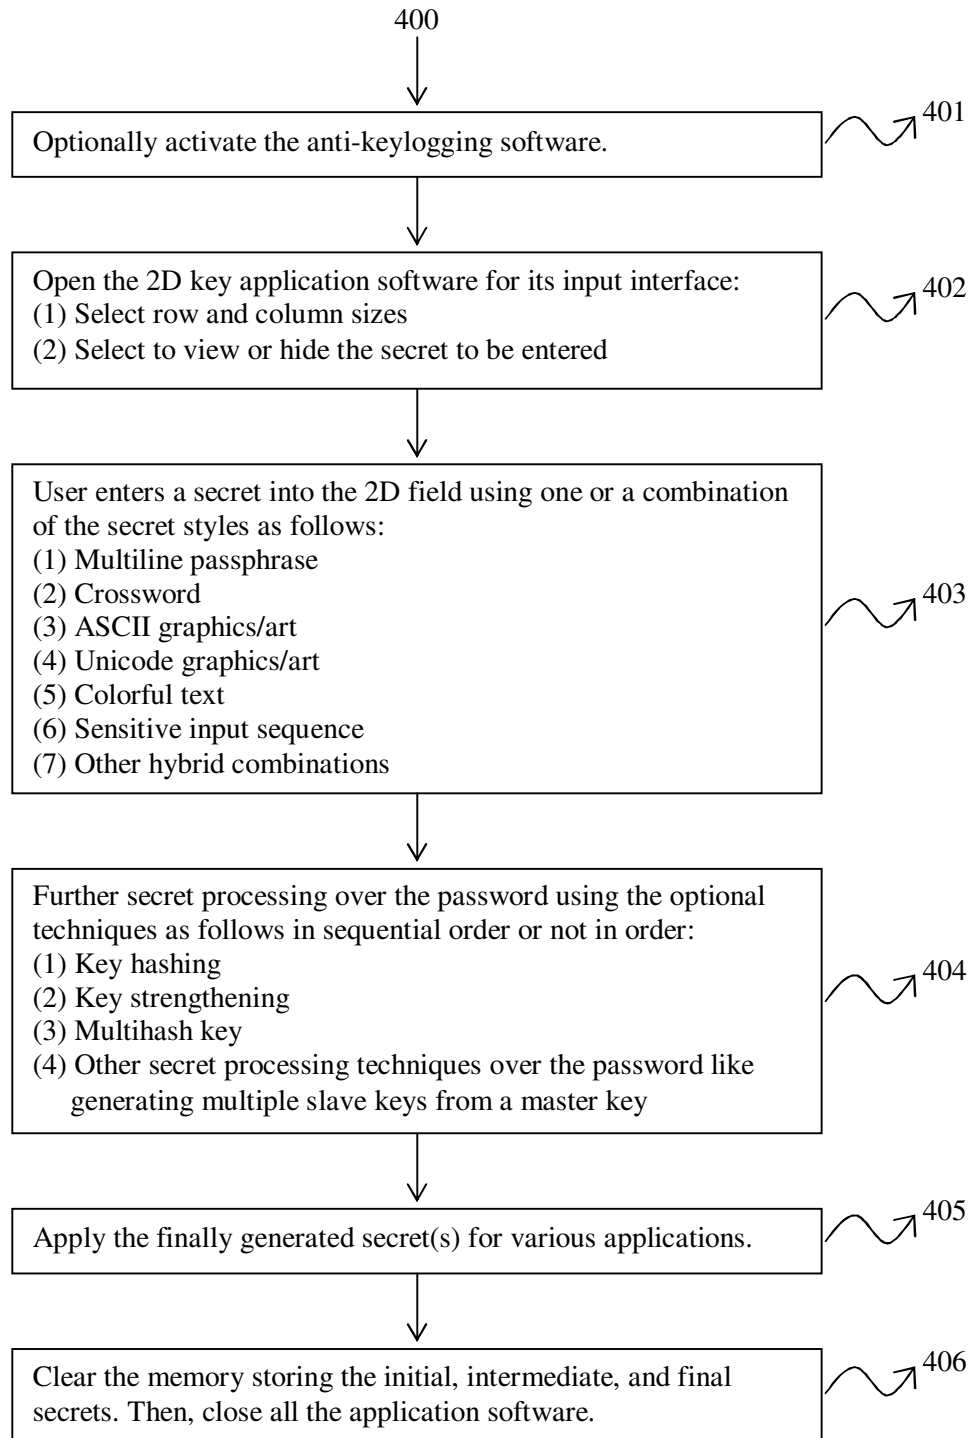 400
Optionally activate the anti-keylogging software.
401
Open the 2D key application software for its input interface:
(1) Select row and column sizes
(2) Select to view or hide the secret to be entered
402
User enters a secret into the 2D field using one or a combination
of the secret styles as follows:
(1) Multiline passphrase
(2) Crossword
(3) ASCII graphics/art
(4) Unicode graphics/art
(5) Colorful text
(6) Sensitive input sequence
(7) Other hybrid combinations
403
Further secret processing over the password using the optional
techniques as follows in sequential order or not in order:
(1) Key hashing
(2) Key strengthening
(3) Multihash key
(4) Other secret processing techniques over the password like
generating multiple slave keys from a master key
404
Apply the finally generated secret(s) for various applications.
405
Clear the memory storing the initial, intermediate, and final
secrets. Then, close all the application software.
406